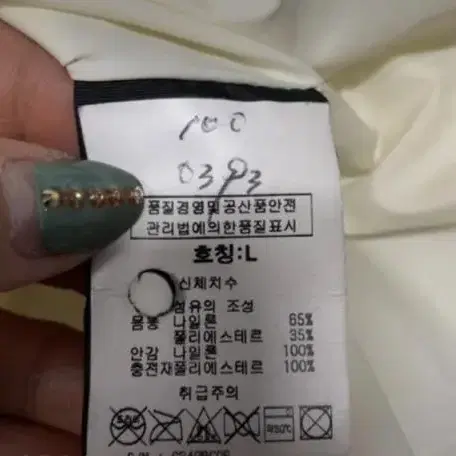 100
품질경영및공산품안전
관리법에의한품질표시
호칭:L
신체치수
섬유의 조성
몸통 나일론 65%
폴리에스테르 35%
안감 나일론 100%
충전재폴리에스테르 100%
취급주의